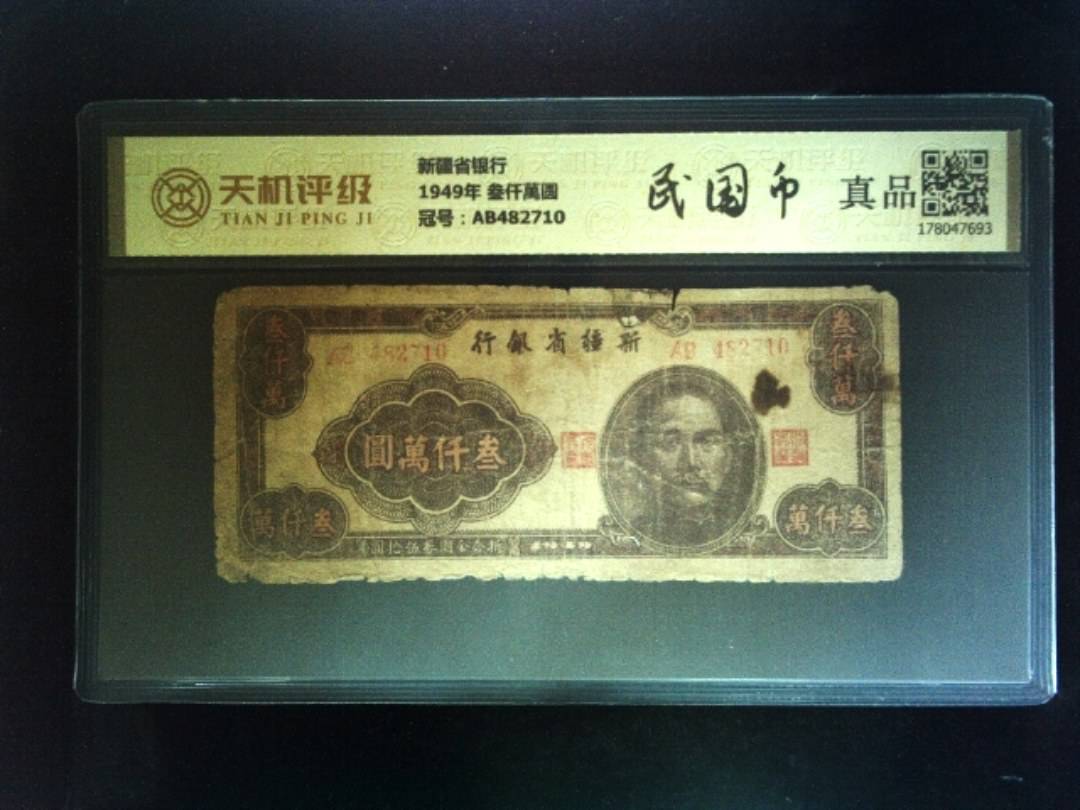 天机评级
TIAN JI PING JI
新疆省银行
1949年 叁仟萬圆
冠号：AB482710
民国币
真品
178047693
行銀省疆新
叁仟萬
叁仟萬
482710
AB 482710
圓萬仟叁
萬仟叁
萬仟叁